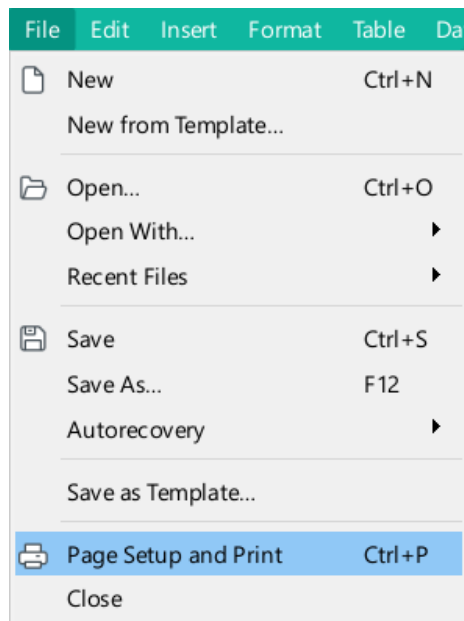 File Edit Insert Format Table Da
New Ctrl+N
New from Template...
Open... Ctrl+O
Open With...
Recent Files
Save Ctrl+S
Save As... F12
Autorecovery
Save as Template...
Page Setup and Print Ctrl+P
Close